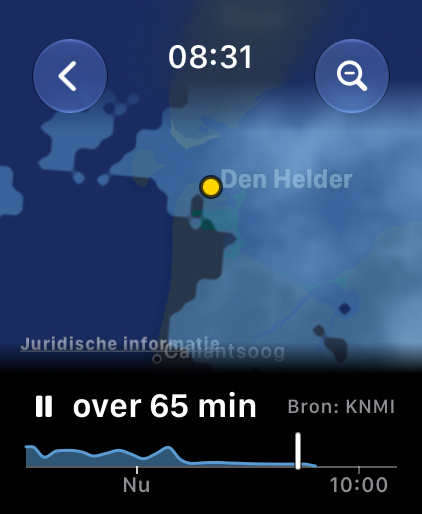 08:31
Den Helder
Juridische informatie
Callantsoog
over 65 min
Bron: KNMI
Nu
10:00